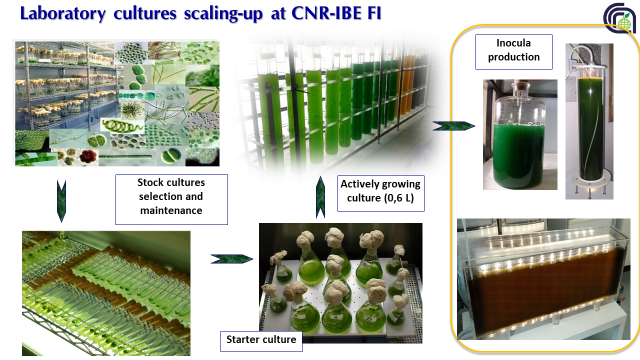 Laboratory cultures scaling-up at CNR-IBE FI
Inocula
production
Stock cultures
selection and
maintenance
Actively growing
culture (0,6 L)
Starter culture